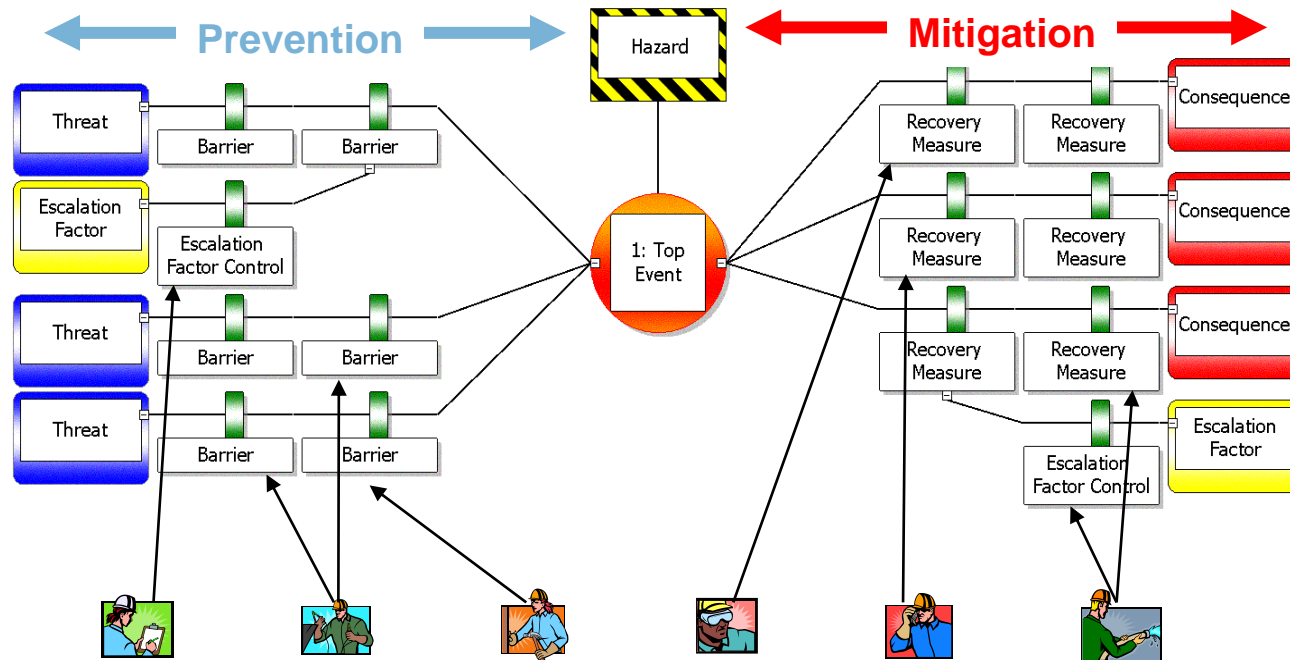 Prevention
Hazard
Mitigation
Threat
Barrier
Barrier
Recovery
Measure
Recovery
Measure
Consequence
Escalation
Factor
Escalation
Factor Control
1: Top
Event
Recovery
Measure
Recovery
Measure
Consequence
Threat
Barrier
Barrier
Recovery
Measure
Recovery
Measure
Consequence
Threat
Barrier
Barrier
Escalation
Factor Control
Escalation
Factor